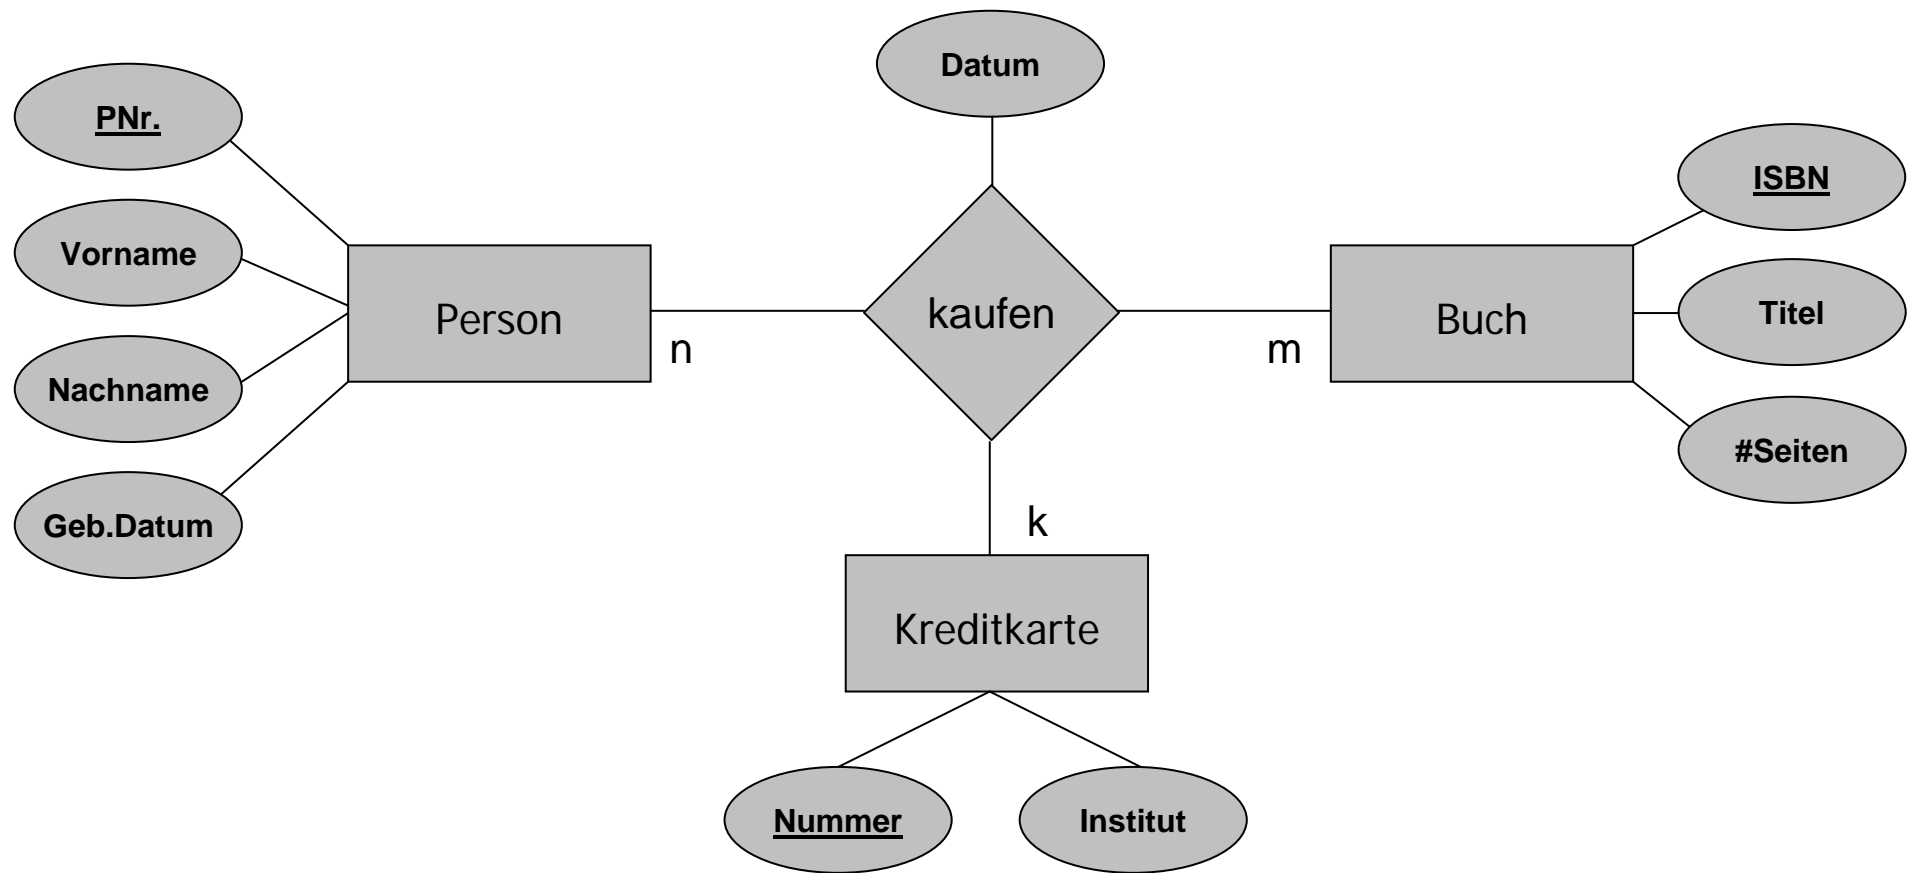 Datum
PNr.
Vorname
Nachname
Geb.Datum
Person
n
kaufen
m
Buch
ISBN
Titel
#Seiten
k
Kreditkarte
Nummer
Institut